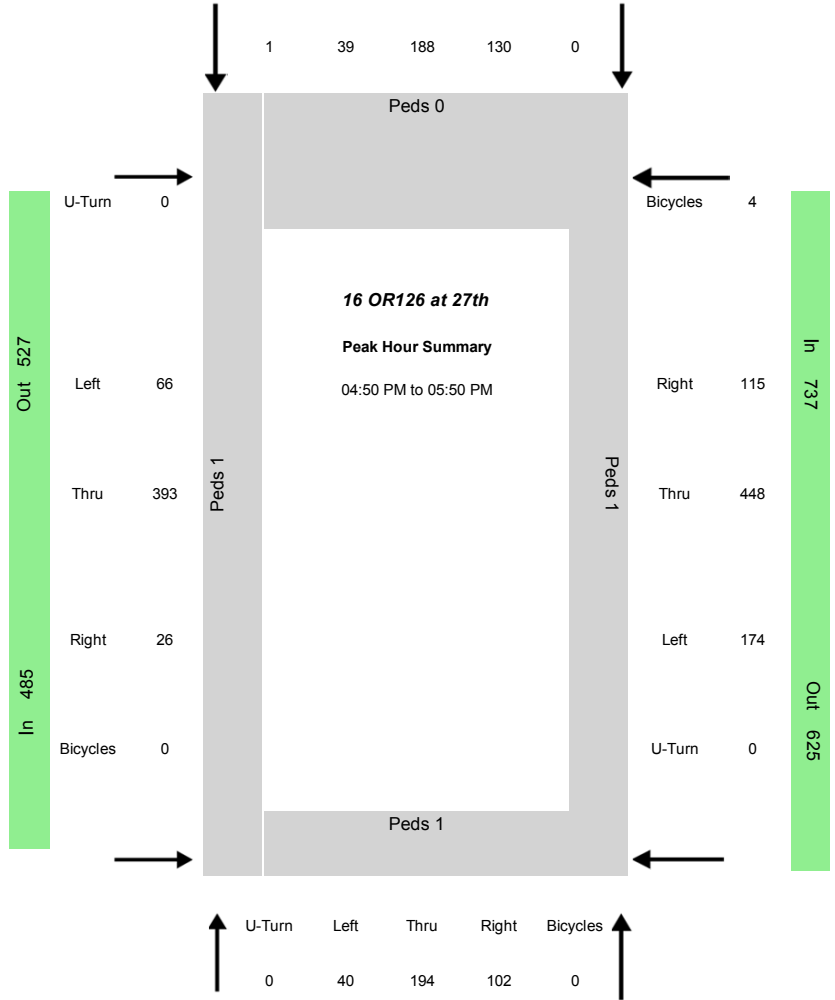 1 39 188 130 0
Peds 0
U-Turn 0
Bicycles 4
16 OR126 at 27th
Peak Hour Summary
04:50 PM to 05:50 PM
Out 527
In 737
Left 66
Right 115
Thru 393
Peds 1
Peds 1
Thru 448
Right 26
Left 174
In 485
Out 625
Bicycles 0
U-Turn 0
Peds 1
U-Turn Left Thru Right Bicycles
0 40 194 102 0